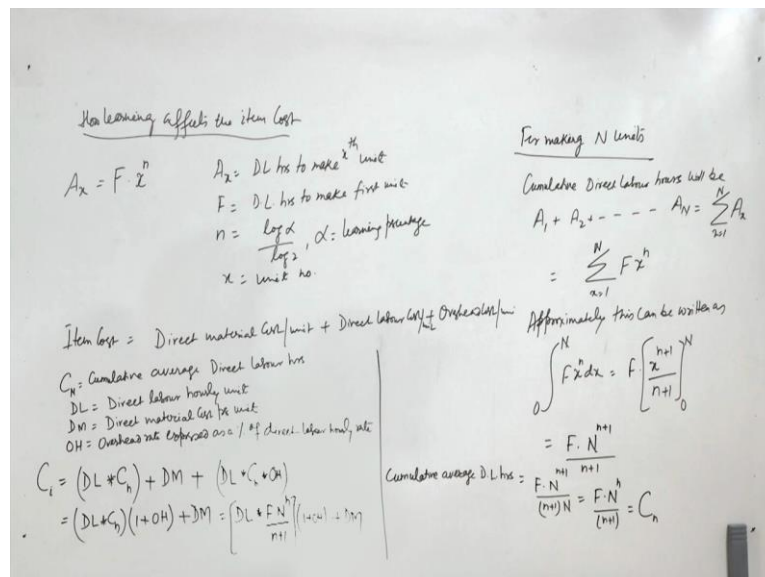 How learning affects the item Cost
A_x = F·x^n
A_x = DL hrs to make x^th unit
F = D.L. hrs to make first unit
n = log α / log 2, α = learning percentage
x = unit no.
Item Cost = Direct material Cost/unit + Direct labour Cost/unit + Overhead cost/uni
C_n = Cumulative average Direct Labour hrs
DL = Direct labour hourly unit
DM = Direct material Cost per unit
OH = Overhead rate expressed as a % of direct labour hourly rate
C_i = (DL * C_n) + DM + (DL * C_n * OH)
= (DL * C_n)(1+OH) + DM = [DL * F N^n / n+1](1+OH) + DM
For making N units
Cumulative Direct Labour hours will be
A_1 + A_2 + - - - - A_N = ∑_{x=1}^{N} A_x
= ∑_{x=1}^{N} F x^n
Approximately this can be written as
∫_0^N F x^n dx = F [x^{n+1} / n+1]_0^N
= F. N^{n+1} / n+1
Cumulative average D.L hrs = F·N^{n+1} / (n+1)N = F·N^n / (n+1) = C_n